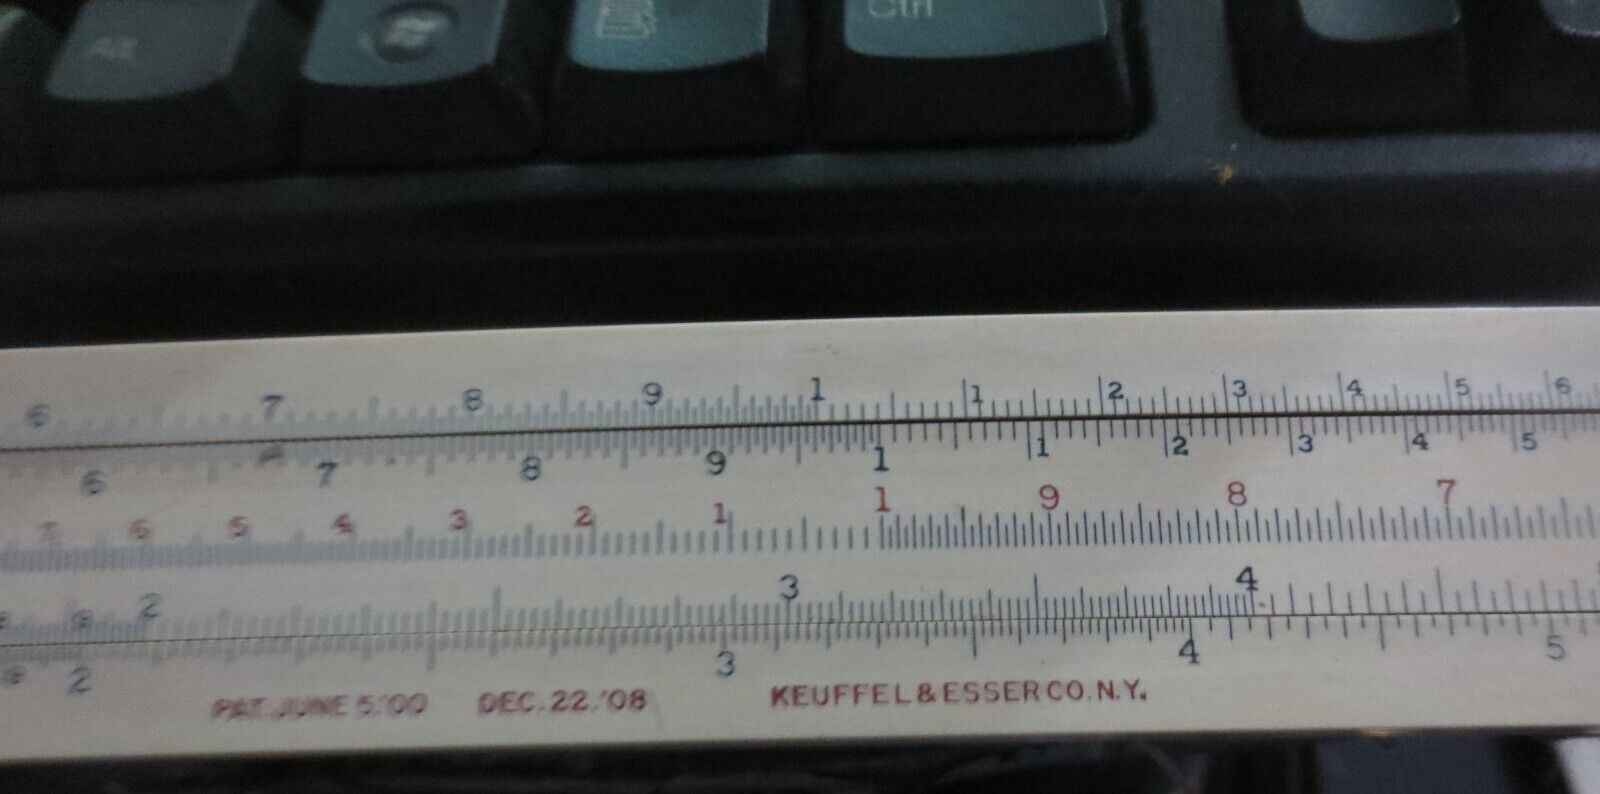 Alt
Ctrl
6 7 8 9 1 1 2 3 4 5 6
6 7 8 9 1 1 2 3 4 5
7 6 5 4 3 2 1 1 9 8 7
2 3 4
2 3 4 5
PAT. JUNE 5.'00 DEC. 22.'08 KEUFFEL & ESSER CO. N.Y.